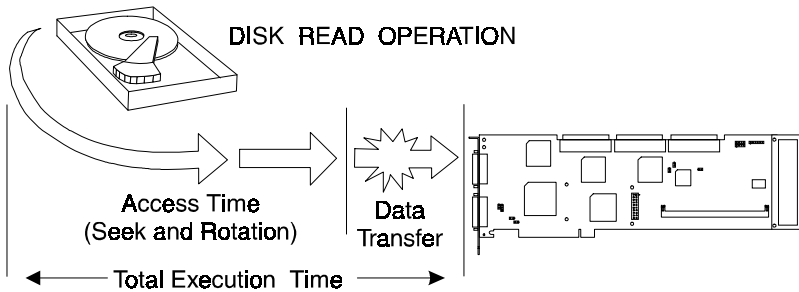 DISK READ OPERATION
Access Time
(Seek and Rotation)
Data
Transfer
Total Execution Time